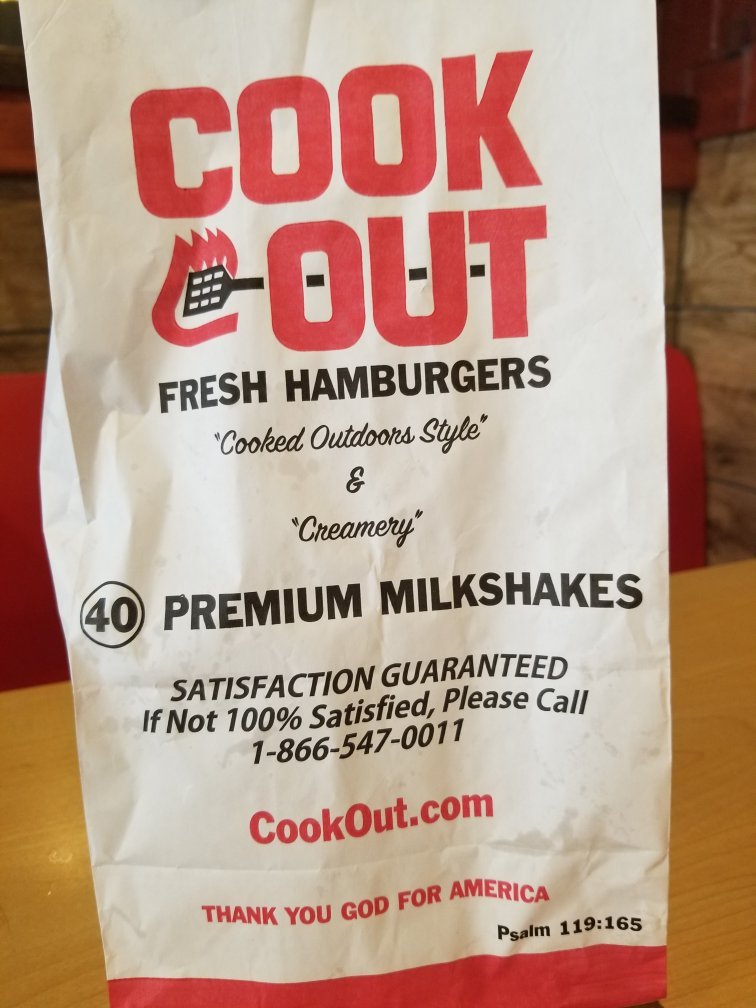 COOK
OUT
FRESH HAMBURGERS
"Cooked Outdoors Style"
&
"Creamery"
40 PREMIUM MILKSHAKES
SATISFACTION GUARANTEED
If Not 100% Satisfied, Please Call
1-866-547-0011
CookOut.com
THANK YOU GOD FOR AMERICA
Psalm 119:165